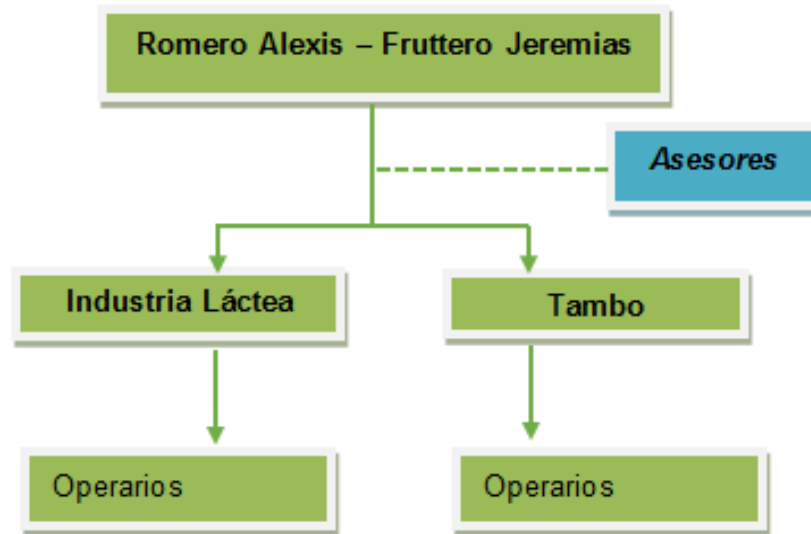 Romero Alexis – Fruttero Jeremias
Asesores
Industria Láctea
Tambo
Operarios
Operarios